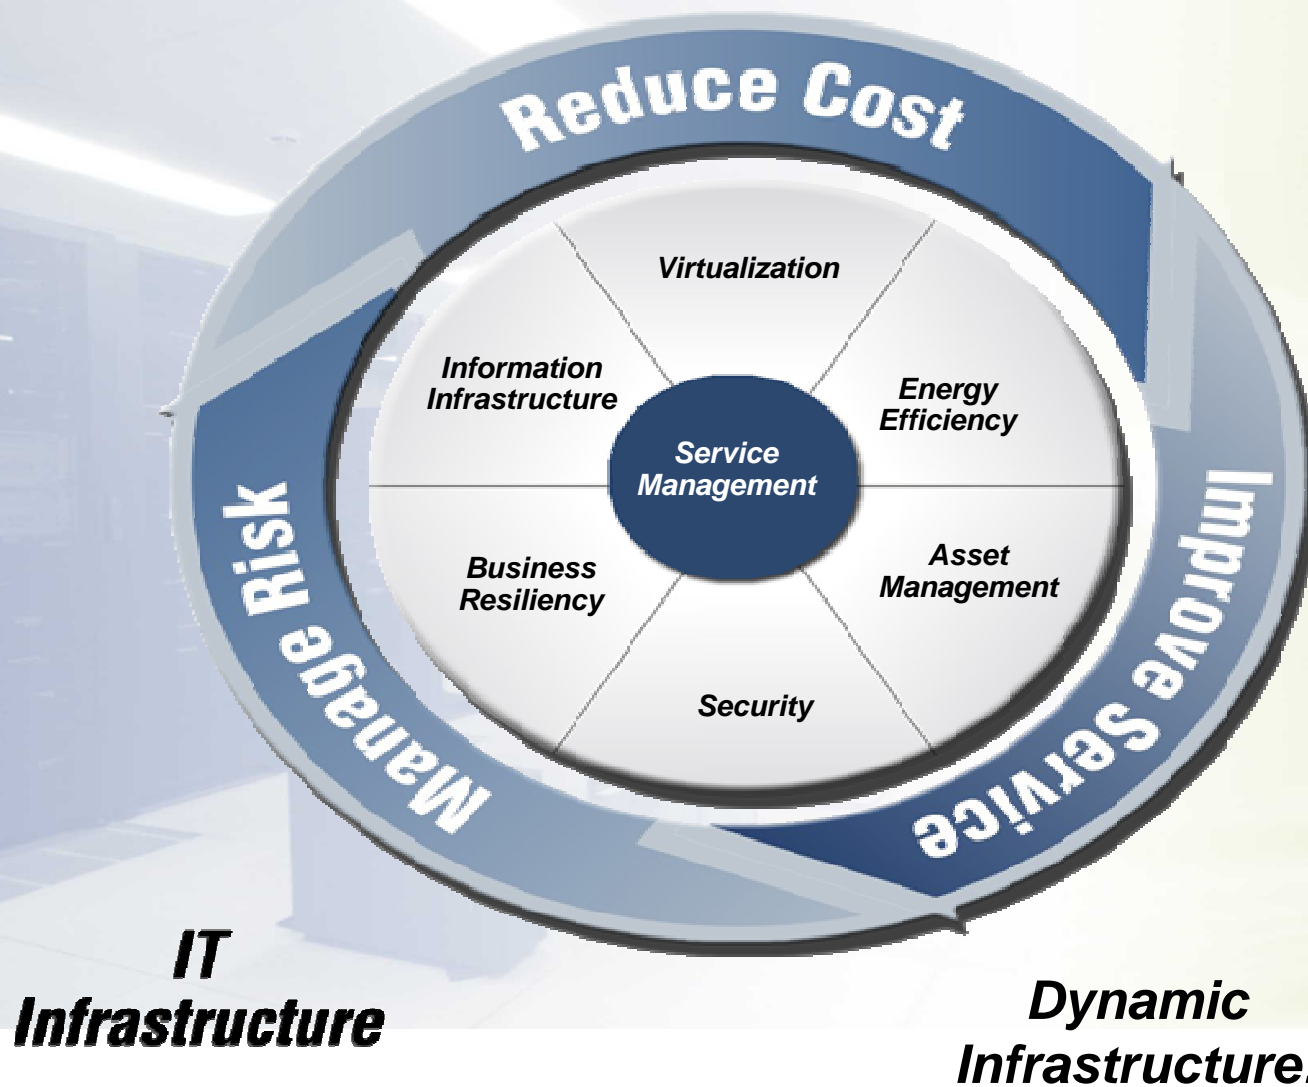 Reduce Cost
Virtualization
Information
Infrastructure
Energy
Efficiency
Service
Management
Business
Resiliency
Asset
Management
Security
Manage Risk
Improve Service
IT
Infrastructure
Dynamic
Infrastructure.